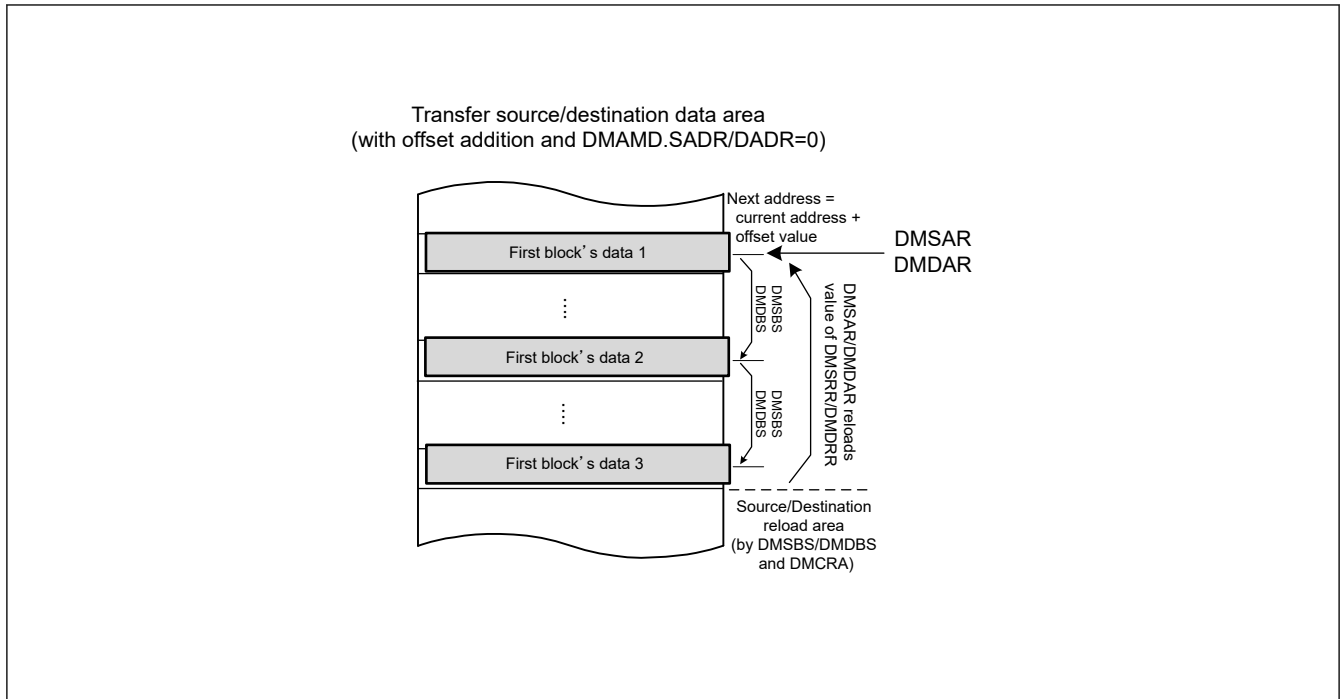 Transfer source/destination data area
(with offset addition and DMAMD.SADR/DADR=0)
Next address =
current address +
offset value
DMSAR
DMDAR
First block’s data 1
DMSBS
DMDBS
DMSAR/DMDAR reloads
value of DMSRR/DMDRR
First block’s data 2
DMSBS
DMDBS
First block’s data 3
Source/Destination
reload area
(by DMSBS/DMDBS
and DMCRA)